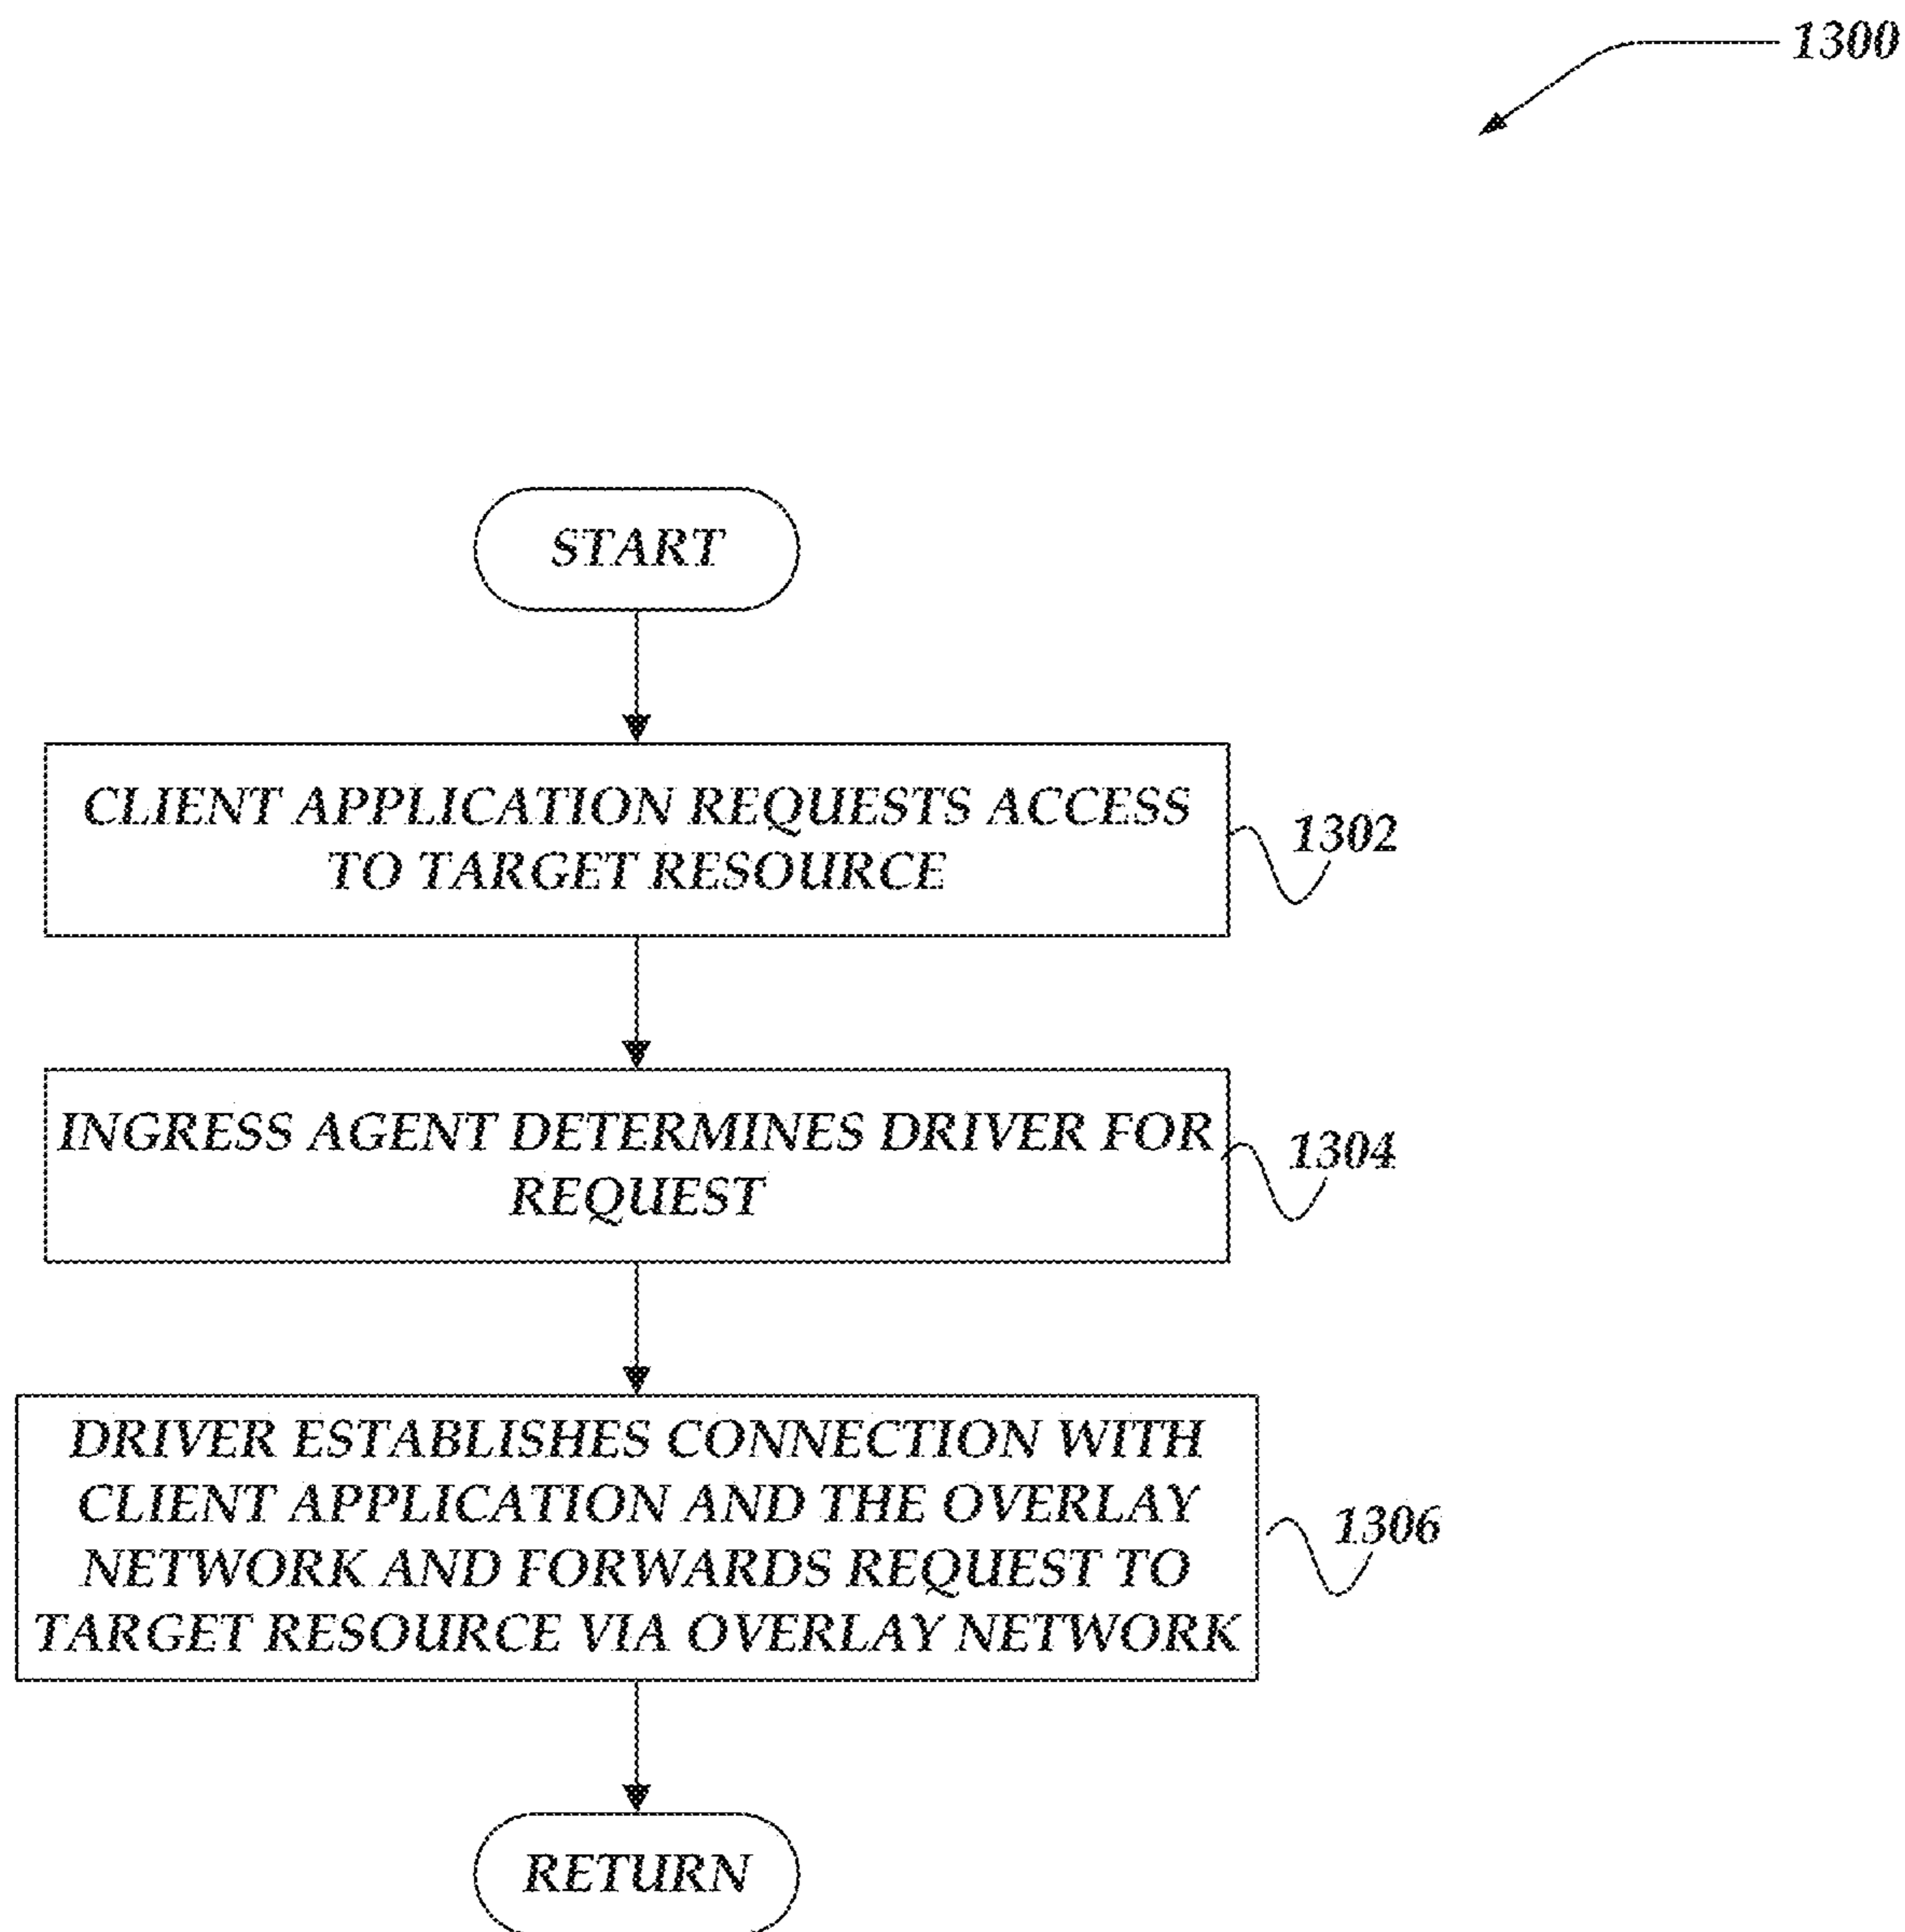 1300
START
CLIENT APPLICATION REQUESTS ACCESS
TO TARGET RESOURCE
1302
INGRESS AGENT DETERMINES DRIVER FOR
REQUEST
1304
DRIVER ESTABLISHES CONNECTION WITH
CLIENT APPLICATION AND THE OVERLAY
NETWORK AND FORWARDS REQUEST TO
TARGET RESOURCE VIA OVERLAY NETWORK
1306
RETURN